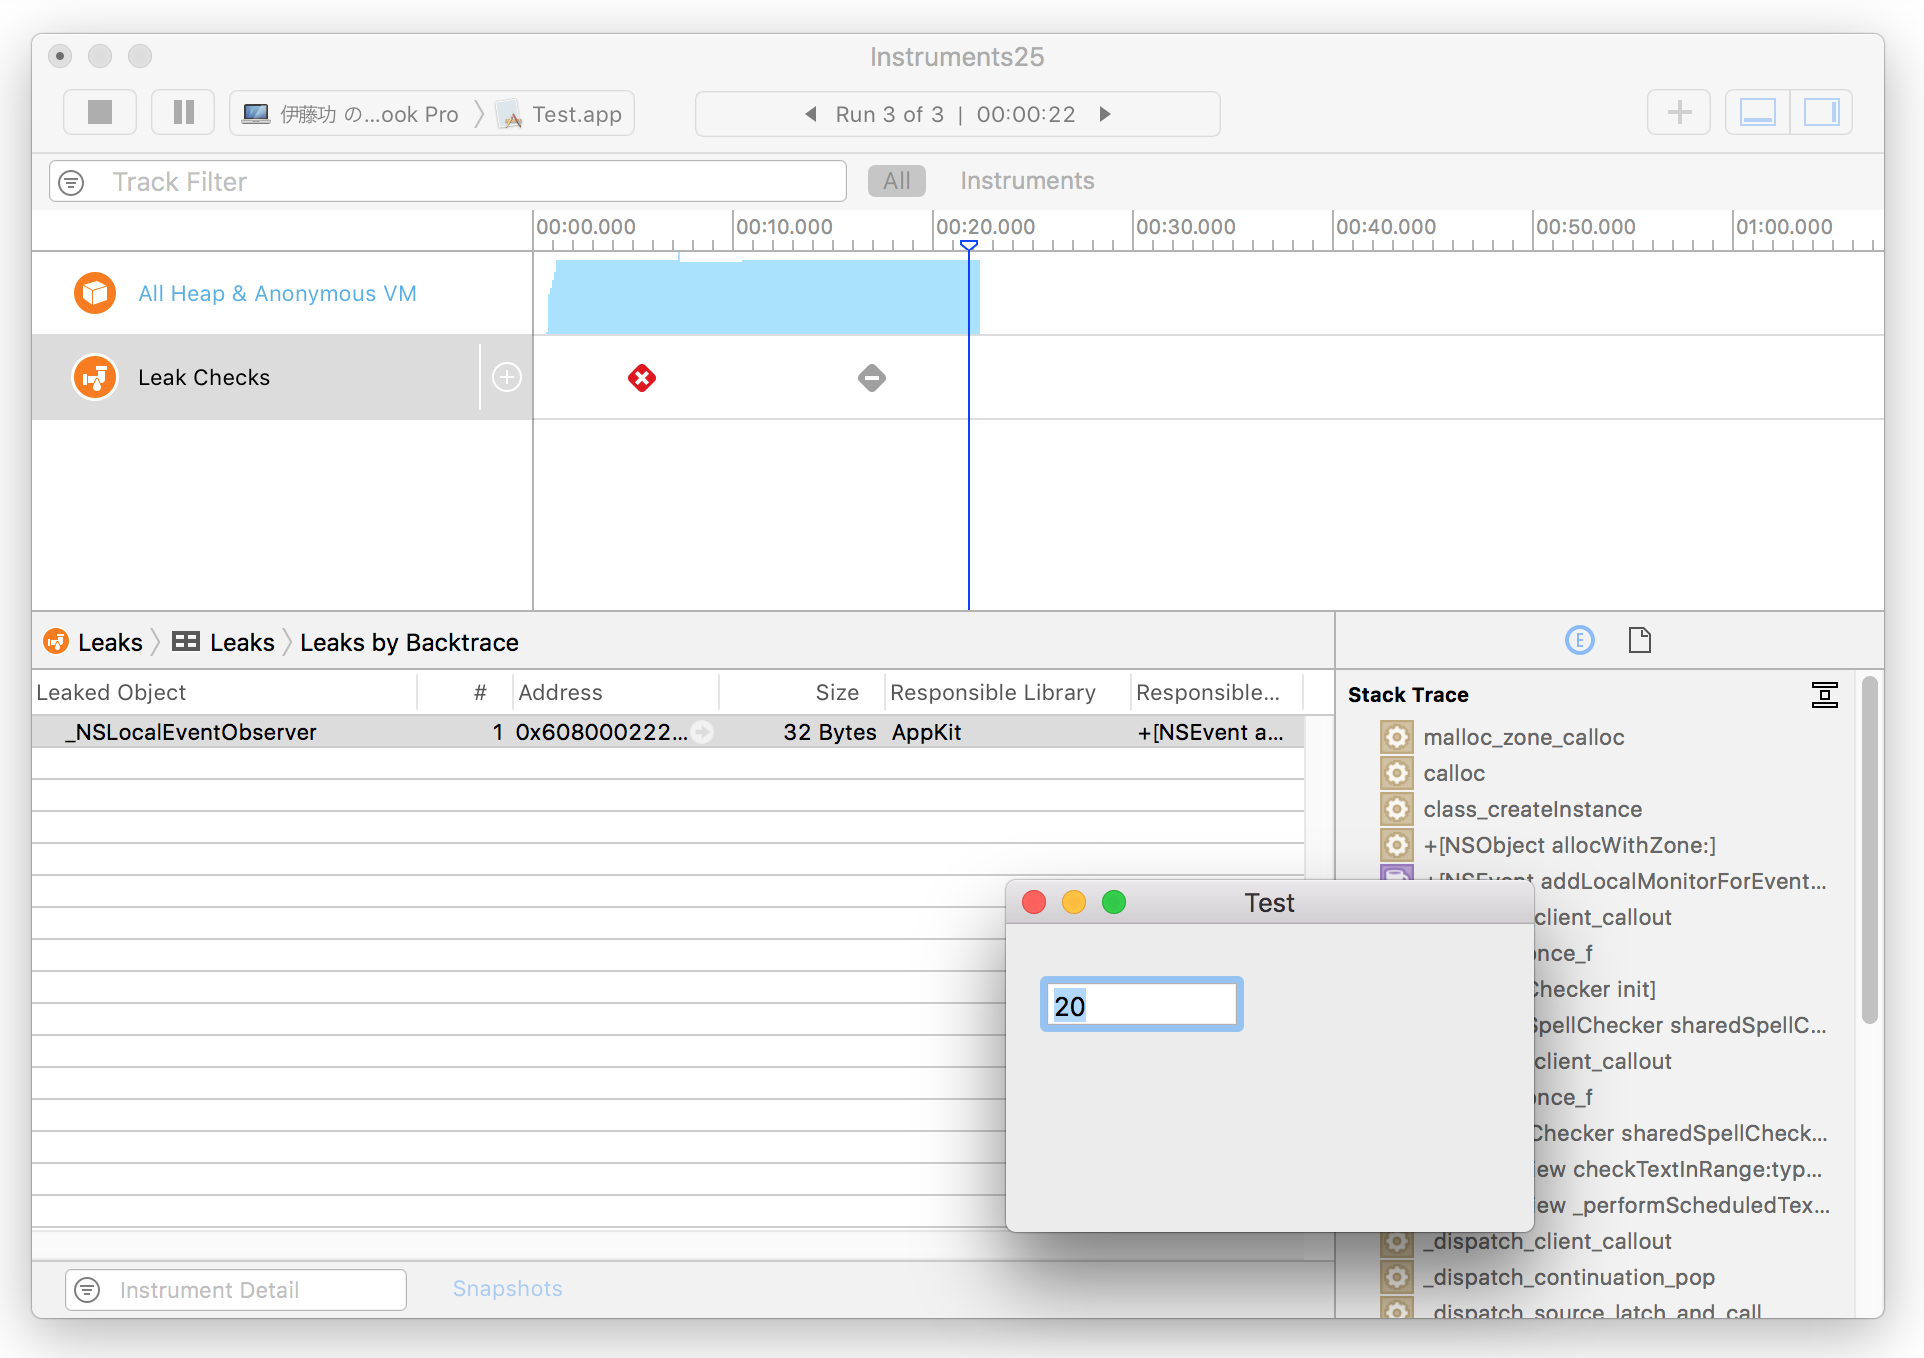 Instruments25
伊藤功 の...ook Pro
Test.app
Run 3 of 3 | 00:00:22
Track Filter
All
Instruments
00:00.000 00:10.000 00:20.000 00:30.000 00:40.000 00:50.000 01:00.000
All Heap & Anonymous VM
Leak Checks
Leaks Leaks Leaks by Backtrace
E
Leaked Object # Address Size Responsible Library Responsible...
_NSLocalEventObserver 1 0x608000222... 32 Bytes AppKit +[NSEvent a...
Stack Trace
malloc_zone_calloc
calloc
class_createInstance
+[NSObject allocWithZone:]
+[NSEvent addLocalMonitorForEvent...
client_callout
once_f
Checker init]
SpellChecker sharedSpellC...
client_callout
once_f
Checker sharedSpellCheck...
iew checkTextInRange:typ...
iew _performScheduledTex...
_dispatch_client_callout
_dispatch_continuation_pop
_dispatch_source_latch_and_call
Test
20
Instrument Detail
Snapshots